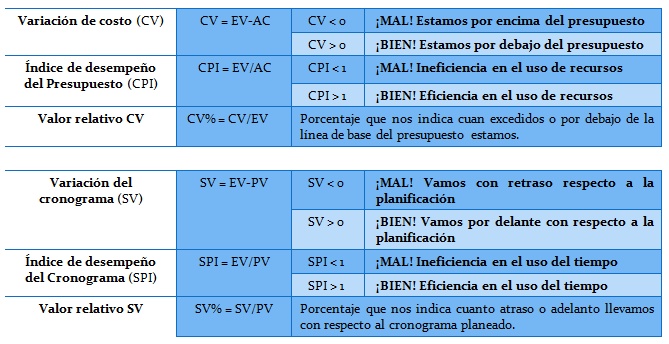 Variación de costo (CV)
CV = EV-AC
CV < 0
¡MAL! Estamos por encima del presupuesto
CV > 0
¡BIEN! Estamos por debajo del presupuesto
Índice de desempeño
del Presupuesto (CPI)
CPI = EV/AC
CPI < 1
¡MAL! Ineficiencia en el uso de recursos
CPI > 1
¡BIEN! Eficiencia en el uso de recursos
Valor relativo CV
CV% = CV/EV
Porcentaje que nos indica cuan excedidos o por debajo de la
línea de base del presupuesto estamos.
Variación del
cronograma (SV)
SV = EV-PV
SV < 0
¡MAL! Vamos con retraso respecto a la
planificación
SV > 0
¡BIEN! Vamos por delante con respecto a la
planificación
Índice de desempeño
del Cronograma (SPI)
SPI = EV/PV
SPI < 1
¡MAL! Ineficiencia en el uso del tiempo
SPI > 1
¡BIEN! Eficiencia en el uso del tiempo
Valor relativo SV
SV% = SV/PV
Porcentaje que nos indica cuanto atraso o adelanto llevamos
con respecto al cronograma planeado.